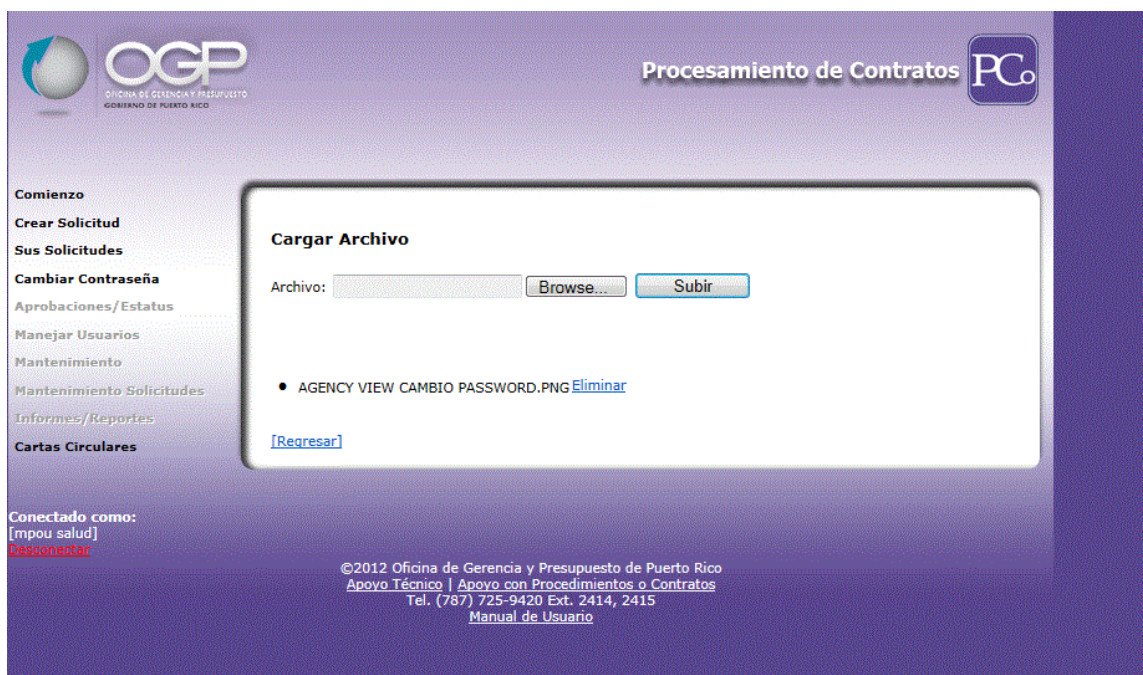 OGP
OFICINA DE GERENCIA Y PRESUPUESTO
GOBIERNO DE PUERTO RICO
Procesamiento de Contratos
PCo
Comienzo
Crear Solicitud
Sus Solicitudes
Cambiar Contraseña
Aprobaciones/Estatus
Manejar Usuarios
Mantenimiento
Mantenimiento Solicitudes
Informes/Reportes
Cartas Circulares
Cargar Archivo
Archivo: Browse... Subir
• AGENCY VIEW CAMBIO PASSWORD.PNG Eliminar
[Regresar]
Conectado como:
[mpou salud]
Desconectar
©2012 Oficina de Gerencia y Presupuesto de Puerto Rico
Apoyo Técnico | Apoyo con Procedimientos o Contratos
Tel. (787) 725-9420 Ext. 2414, 2415
Manual de Usuario